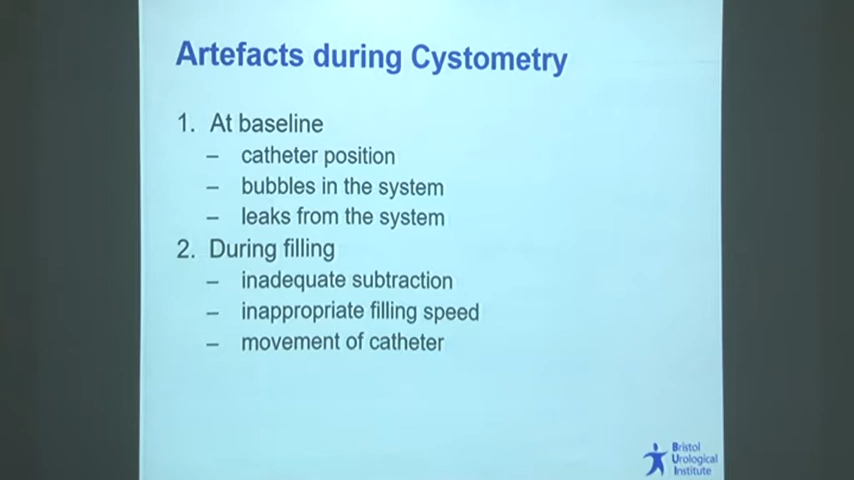 Artefacts during Cystometry
1. At baseline
– catheter position
– bubbles in the system
– leaks from the system
2. During filling
– inadequate subtraction
– inappropriate filling speed
– movement of catheter
Bristol
Urological
Institute